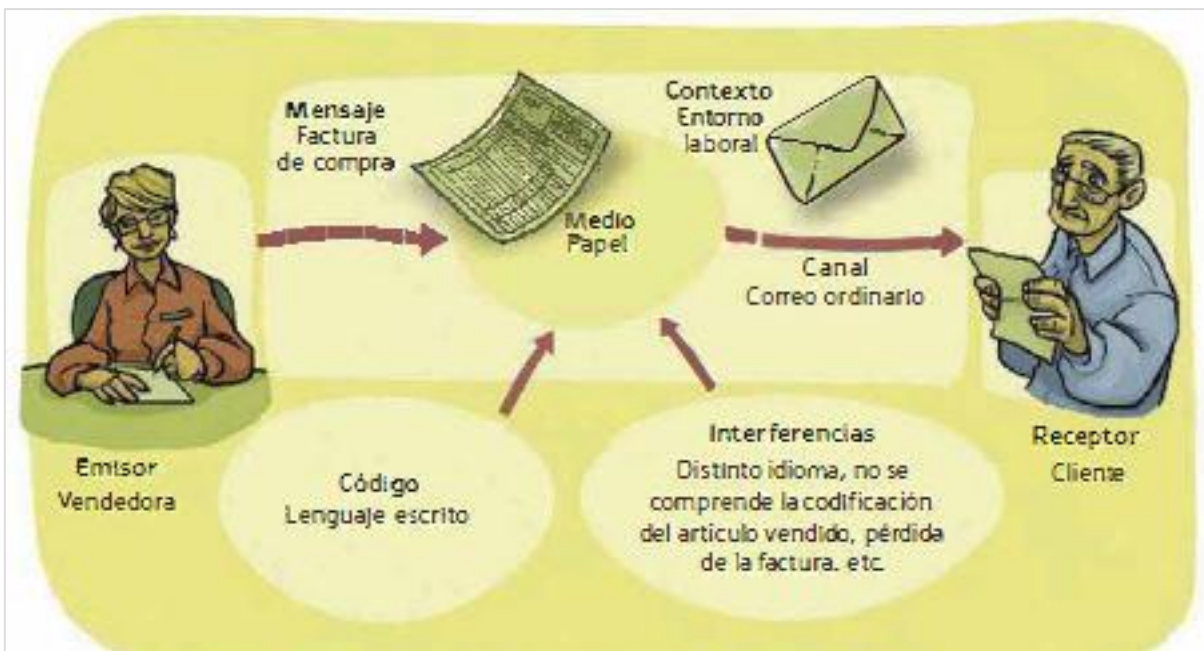 Mensaje
Factura
de compra
Contexto
Entorno
laboral
Medio
Papel
Canal
Correo ordinario
Emisor
Vendedora
Código
Lenguaje escrito
Interferencias
Distinto idioma, no se
comprende la codificación
del artículo vendido, pérdida
de la factura. etc.
Receptor
Cliente